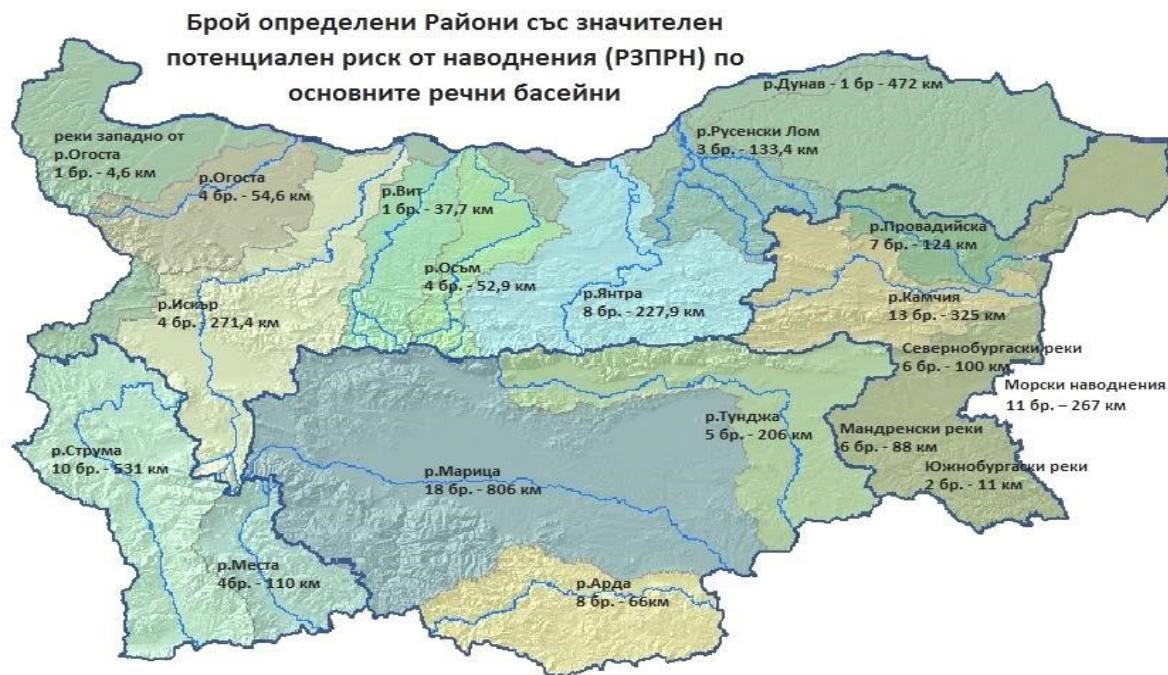 Брой определени Райони със значителен
потенциален риск от наводнения (РЗПРН) по
основните речни басейни
р.Дунав - 1 бр - 472 км
реки западно от
р.Огоста
1 бр. - 4,6 км
р.Огоста
4 бр. - 54,6 км
р.Вит
1 бр. - 37,7 км
р.Русенски Лом
3 бр. - 133,4 км
р.Провадийска
7 бр. - 124 км
р.Осъм
4 бр. - 52,9 км
р.Искър
4 бр. - 271,4 км
р.Янтра
8 бр. - 227,9 км
р.Камчия
13 бр. - 325 км
Севернобургаски реки
6 бр. - 100 км
Морски наводнения
11 бр. – 267 км
р.Тунджа
5 бр. - 206 км
Мандренски реки
6 бр. - 88 км
Южнобургаски реки
2 бр. - 11 км
р.Струма
10 бр. - 531 км
р.Марица
18 бр. - 806 км
р.Места
4бр. - 110 км
р.Арда
8 бр. - 66км